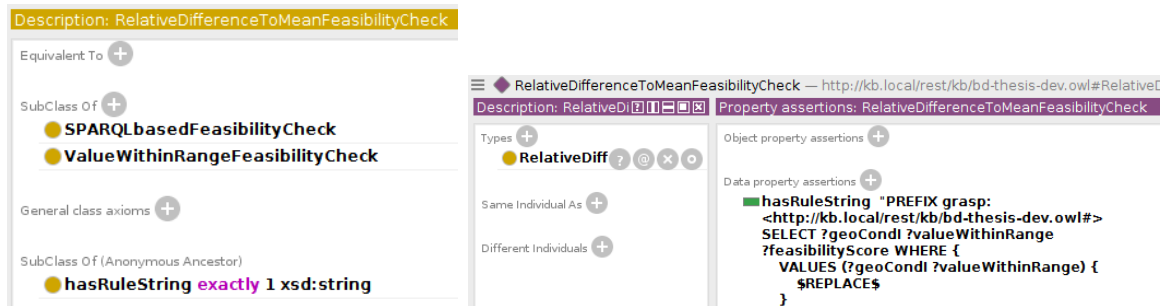 Description: RelativeDifferenceToMeanFeasibilityCheck
Equivalent To
SubClass Of
SPARQLbasedFeasibilityCheck
ValueWithinRangeFeasibilityCheck
General class axioms
SubClass Of (Anonymous Ancestor)
hasRuleString exactly 1 xsd:string
RelativeDifferenceToMeanFeasibilityCheck — http://kb.local/rest/kb/bd-thesis-dev.owl#RelativeD
Description: RelativeDi
Types
RelativeDiff
Same Individual As
Different Individuals
Property assertions: RelativeDifferenceToMeanFeasibilityCheck
Object property assertions
Data property assertions
hasRuleString "PREFIX grasp:
<http://kb.local/rest/kb/bd-thesis-dev.owl#>
SELECT ?geoCondI ?valueWithinRange
?feasibilityScore WHERE {
VALUES (?geoCondI ?valueWithinRange) {
$REPLACE$
}